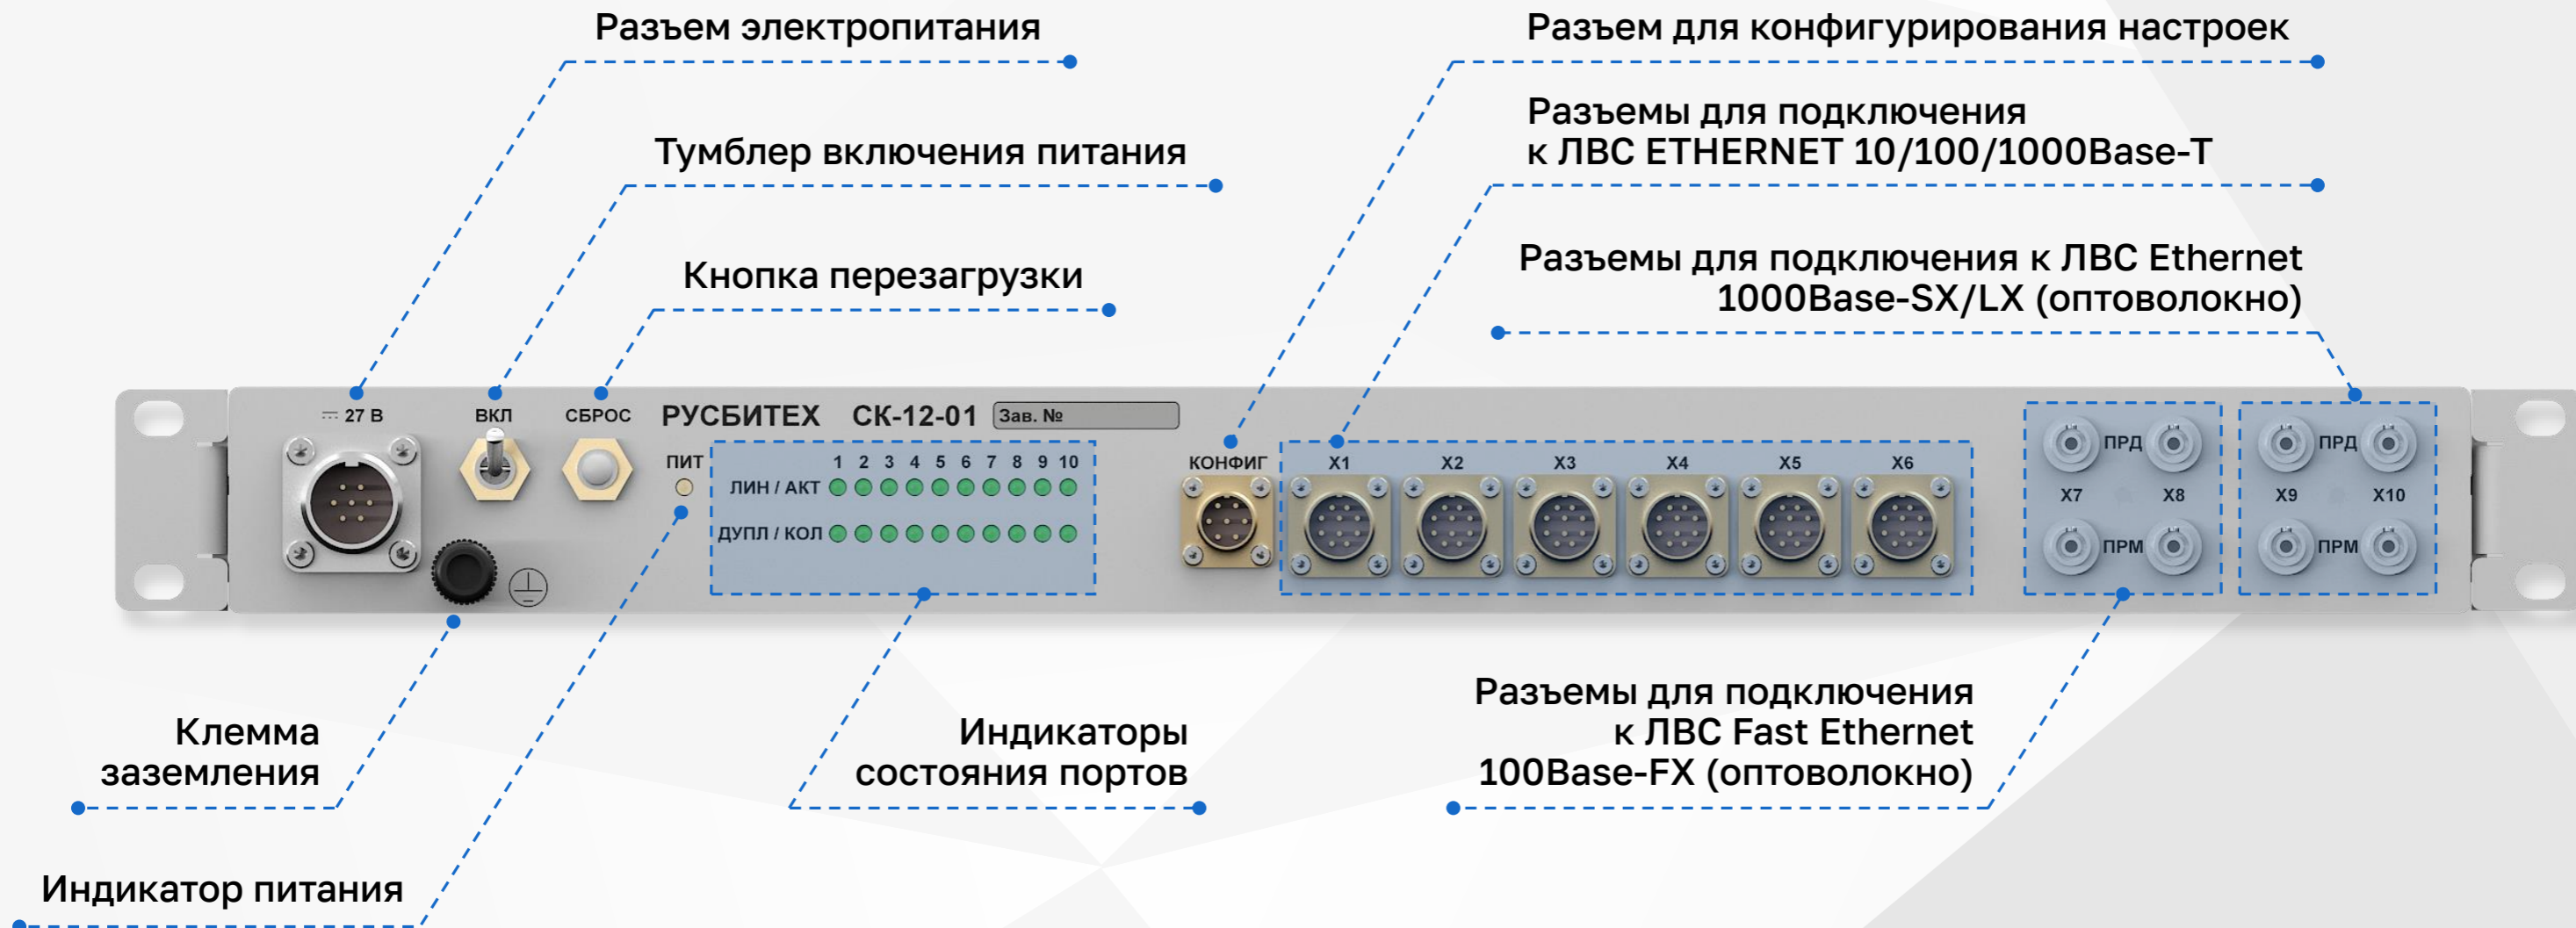 Разъем электропитания
Разъем для конфигурирования настроек
Разъемы для подключения
к ЛВС ETHERNET 10/100/1000Base-T
Тумблер включения питания
Разъемы для подключения к ЛВС Ethernet
1000Base-SX/LX (оптоволокно)
Кнопка перезагрузки
27 В
ВКЛ
СБРОС
РУСБИТЕХ СК-12-01
Зав. №
ПИТ
1 2 3 4 5 6 7 8 9 10
ЛИН / АКТ
ДУПЛ / КОЛ
КОНФИГ
X1 X2 X3 X4 X5 X6
ПРД
X7 X8
ПРМ
ПРД
X9 X10
ПРМ
Клемма
заземления
Индикаторы
состояния портов
Разъемы для подключения
к ЛВС Fast Ethernet
100Base-FX (оптоволокно)
Индикатор питания